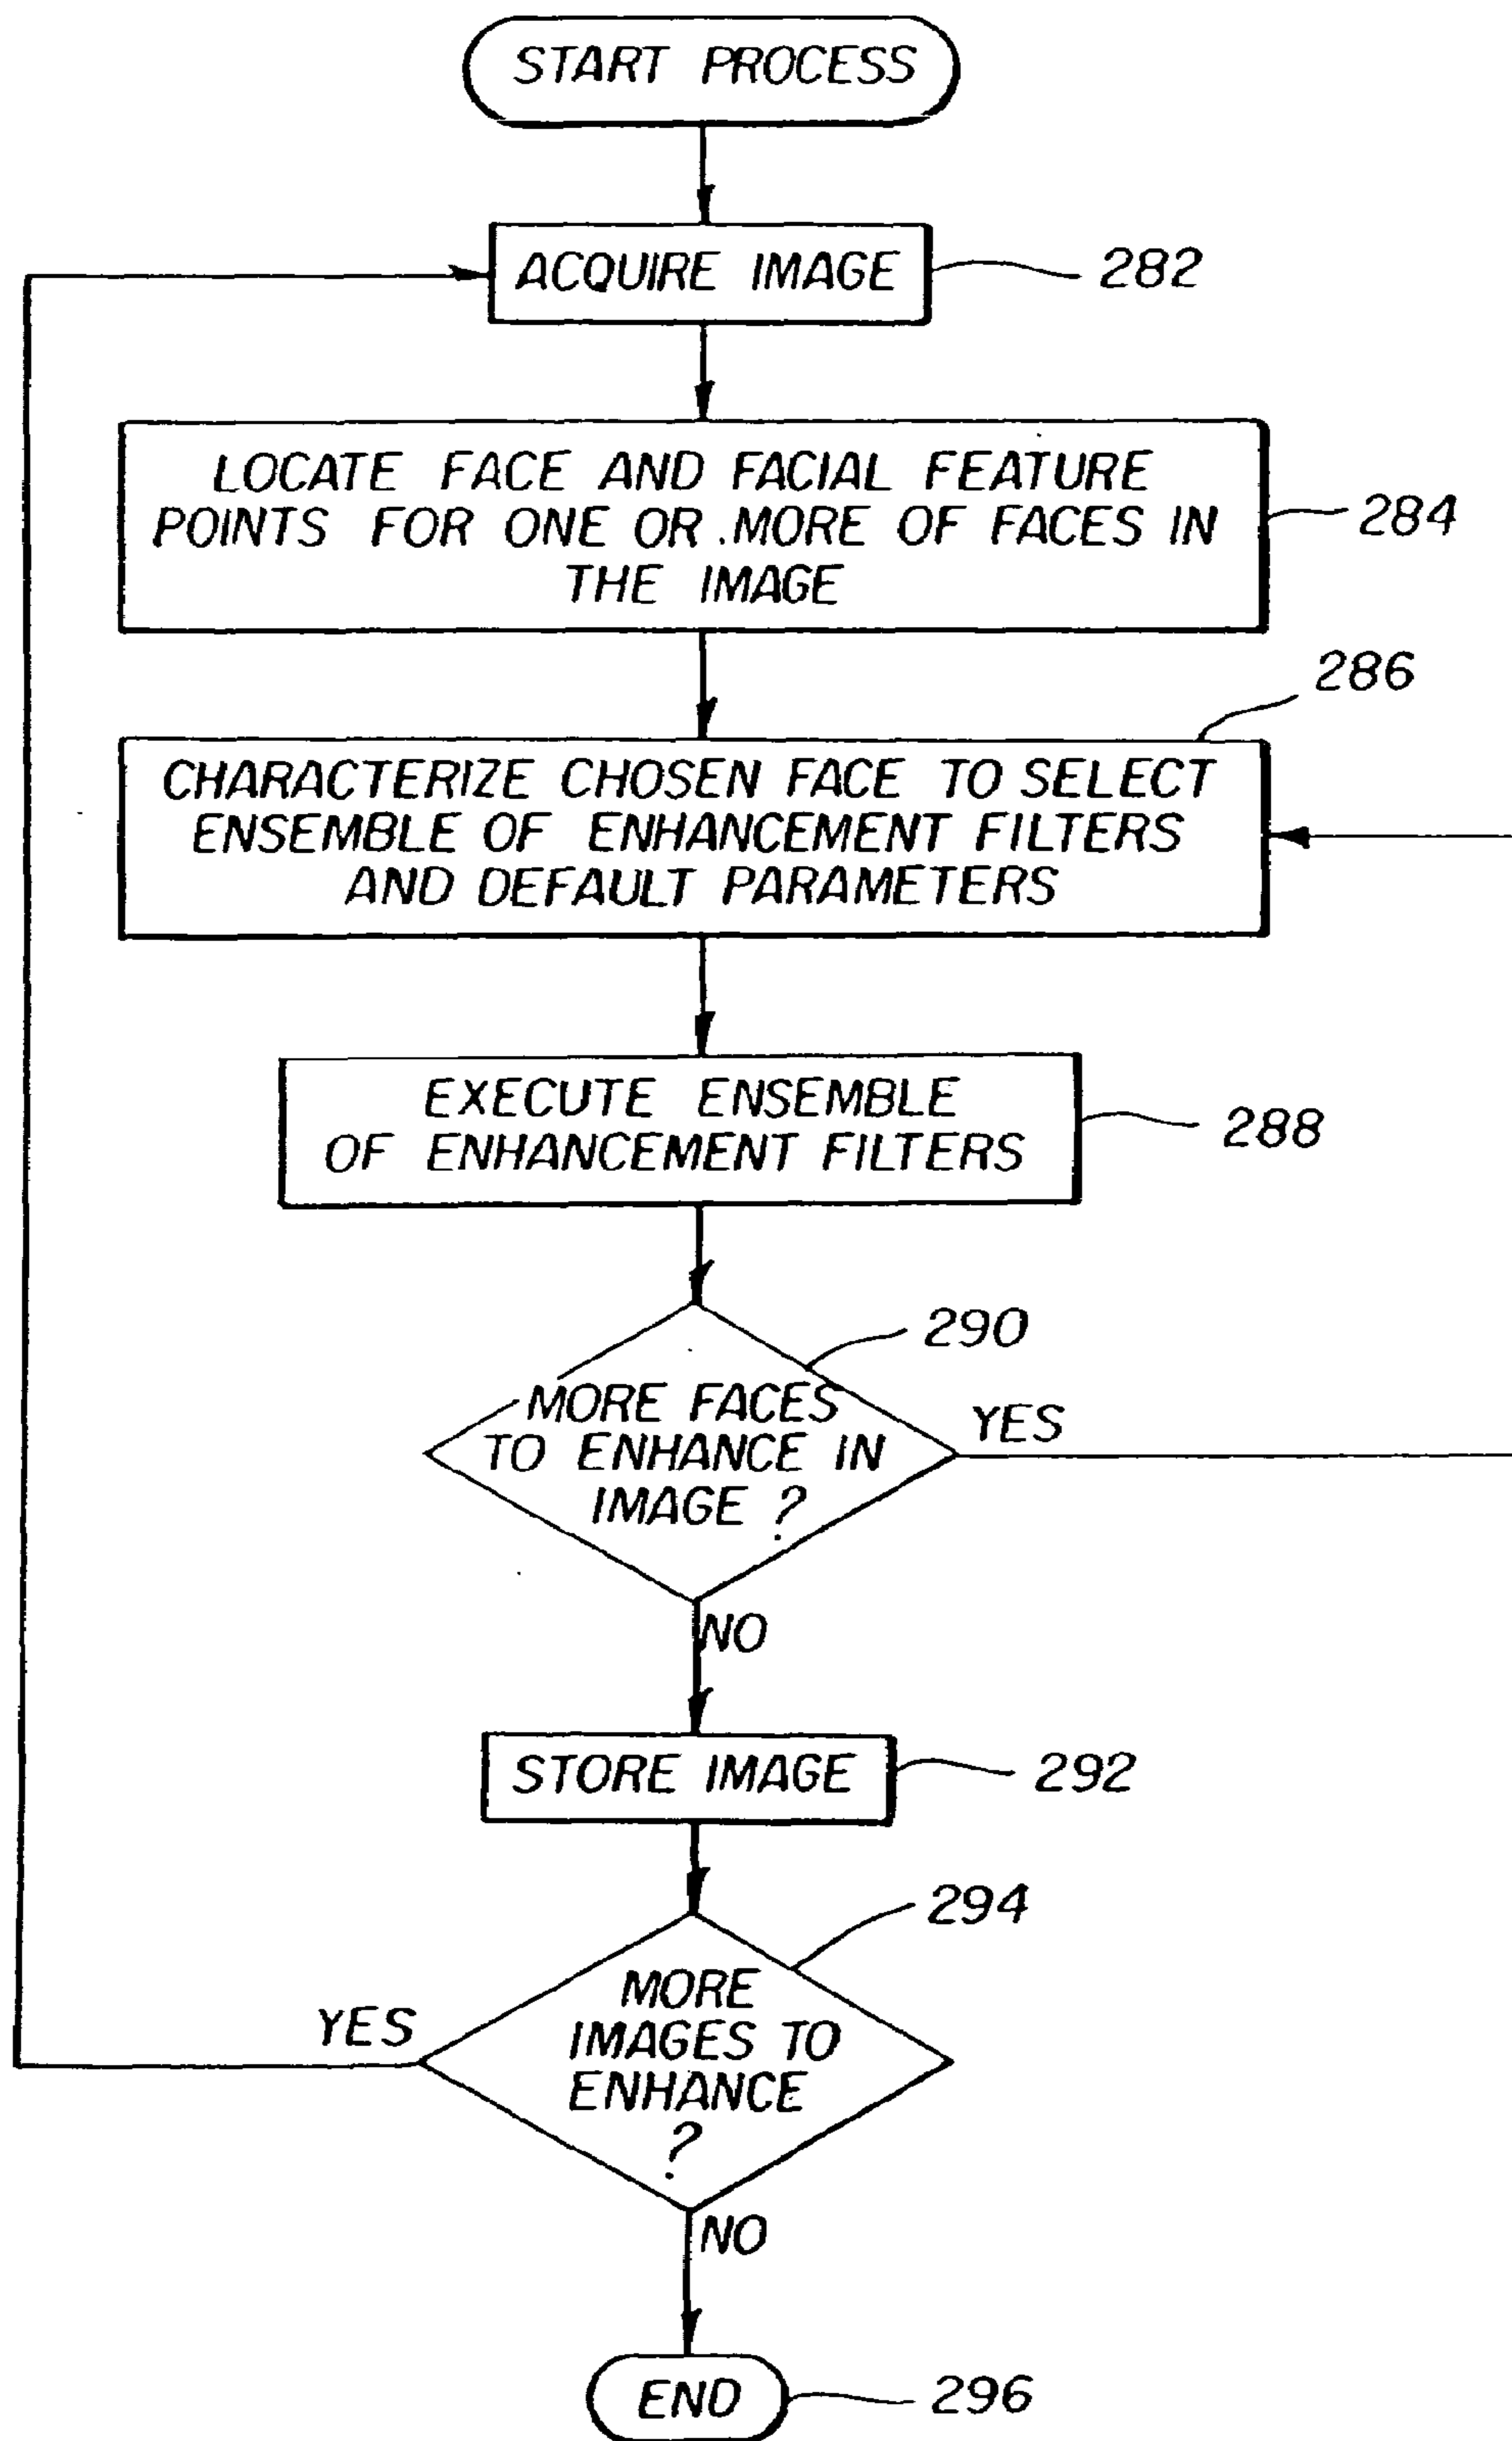 START PROCESS
ACQUIRE IMAGE
282
LOCATE FACE AND FACIAL FEATURE
POINTS FOR ONE OR .MORE OF FACES IN
THE IMAGE
284
286
CHARACTERIZE CHOSEN FACE TO SELECT
ENSEMBLE OF ENHANCEMENT FILTERS
AND DEFAULT PARAMETERS
EXECUTE ENSEMBLE
OF ENHANCEMENT FILTERS
288
290
MORE FACES
TO ENHANCE IN
IMAGE ?
YES
NO
STORE IMAGE
292
294
MORE
IMAGES TO
ENHANCE
?
YES
NO
END
296